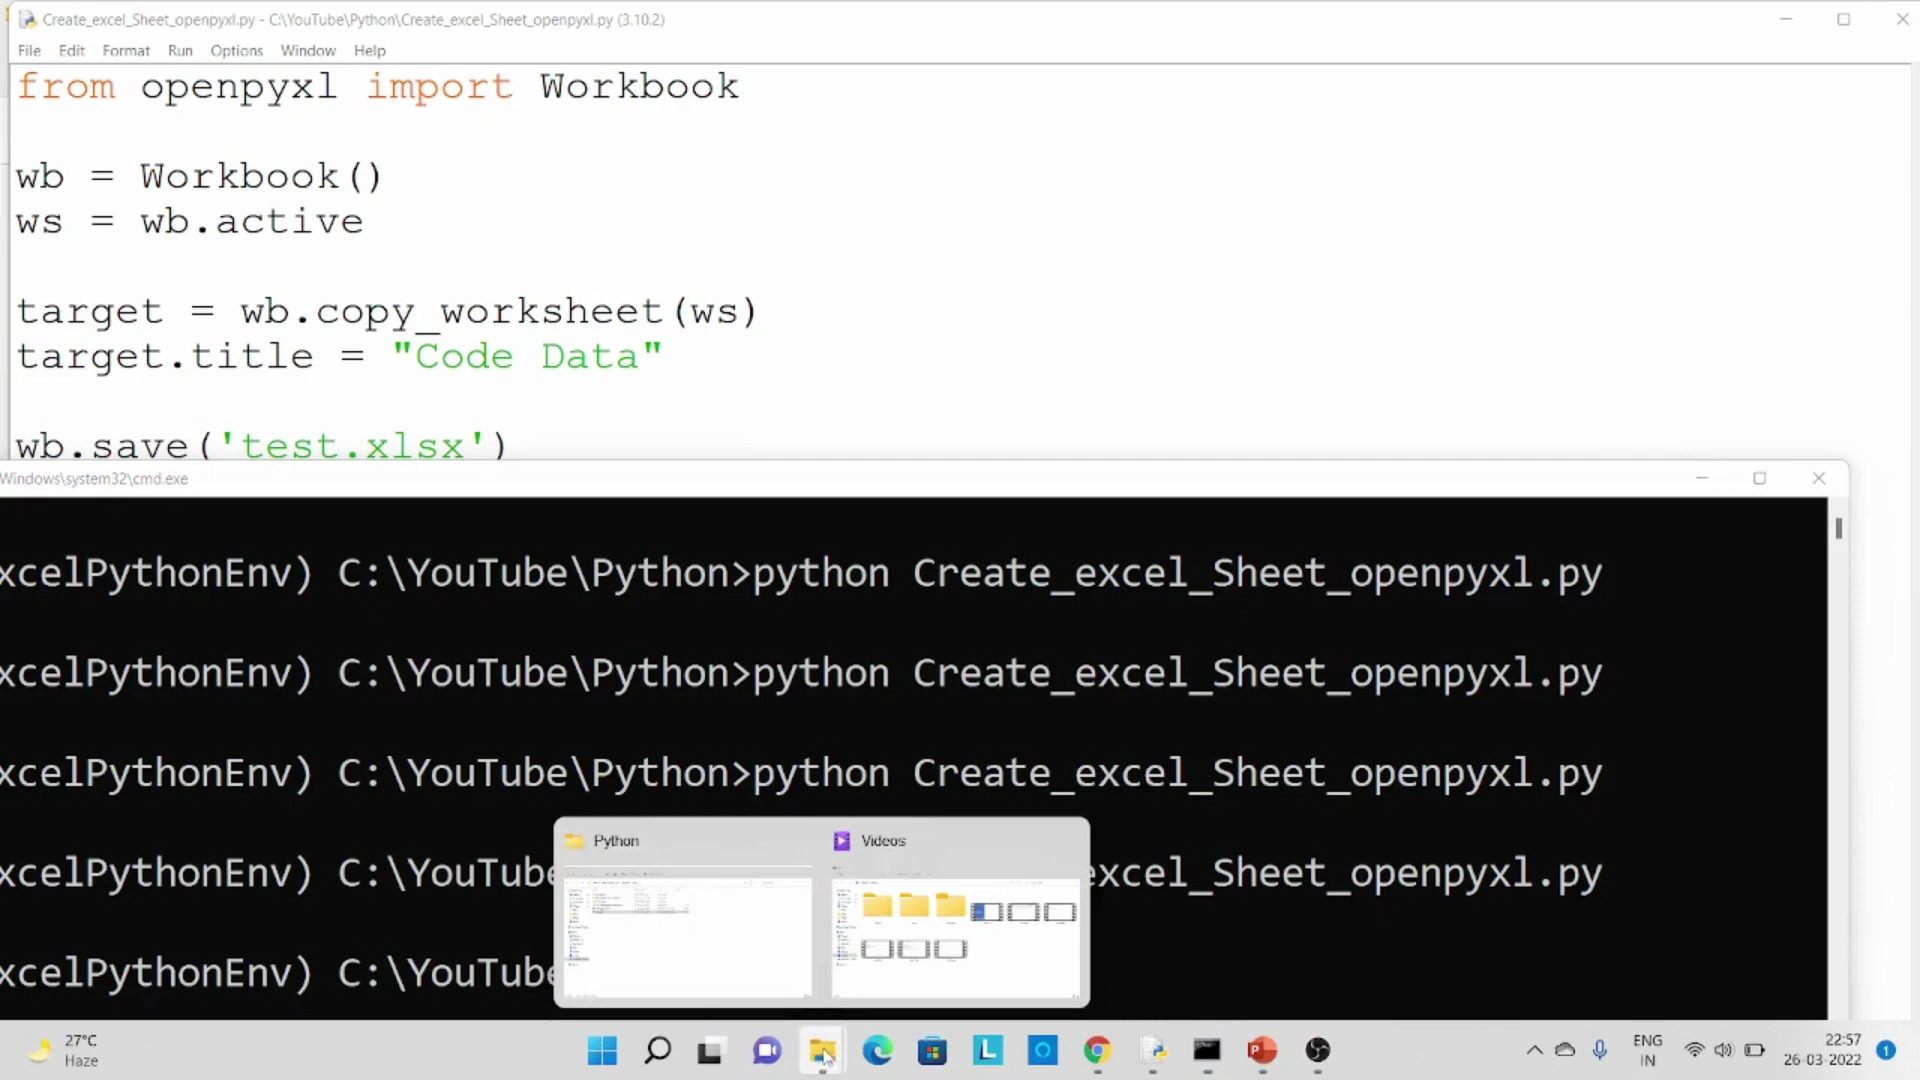 Create_excel_Sheet_openpyxl.py - C:\YouTube\Python\Create_excel_Sheet_openpyxl.py (3.10.2)
File Edit Format Run Options Window Help
from openpyxl import Workbook
wb = Workbook()
ws = wb.active
target = wb.copy_worksheet(ws)
target.title = "Code Data"
wb.save('test.xlsx')
Windows\system32\cmd.exe
xcelPythonEnv) C:\YouTube\Python>python Create_excel_Sheet_openpyxl.py
xcelPythonEnv) C:\YouTube\Python>python Create_excel_Sheet_openpyxl.py
xcelPythonEnv) C:\YouTube\Python>python Create_excel_Sheet_openpyxl.py
Python Videos
xcelPythonEnv) C:\YouTube excel_Sheet_openpyxl.py
xcelPythonEnv) C:\YouTube
27°C
Haze
ENG
IN
22:57
26-03-2022
1